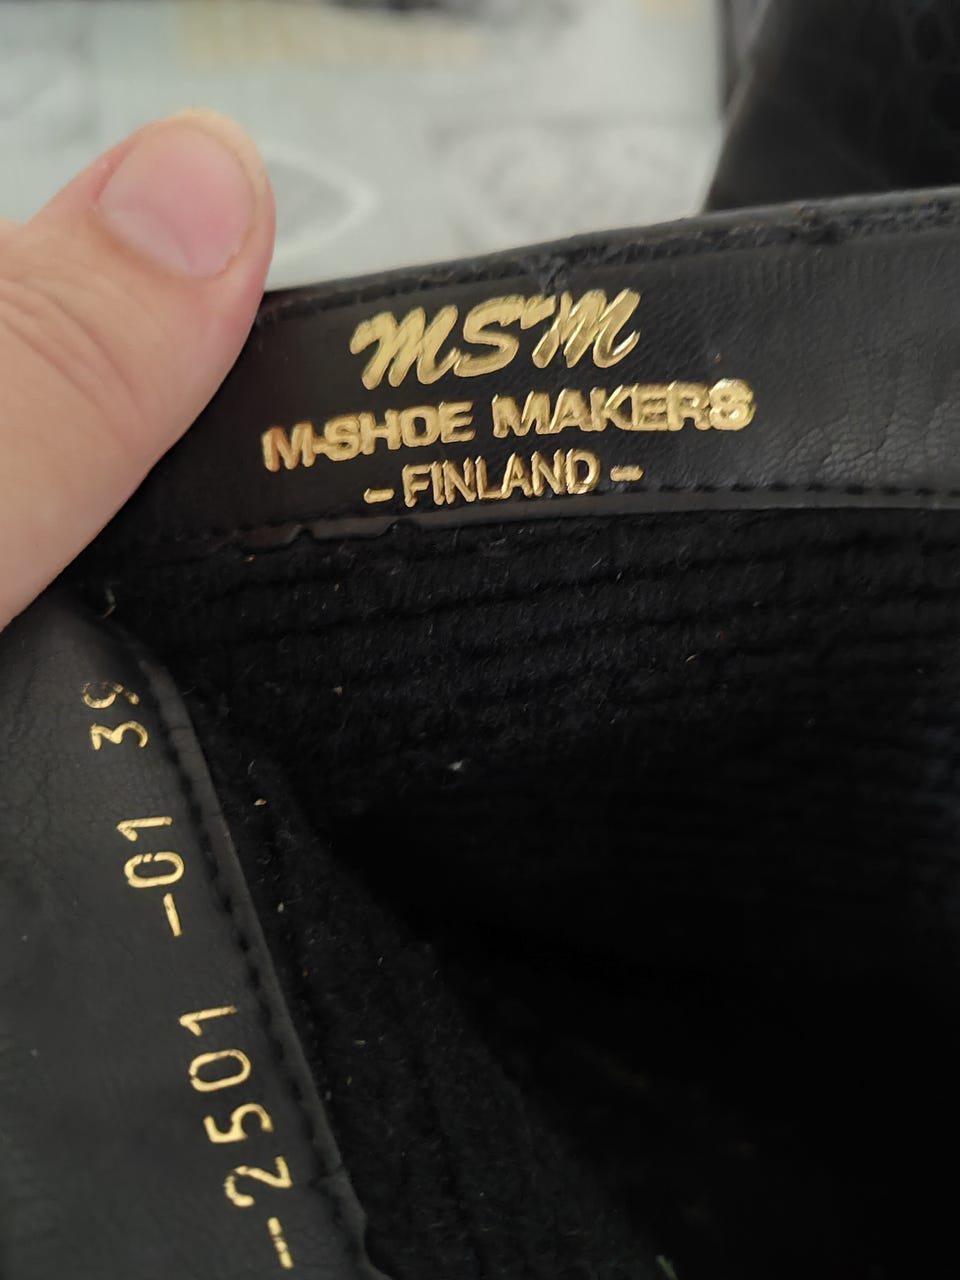 MSM
M-SHOE MAKERS
- FINLAND -
--2501 -01 39